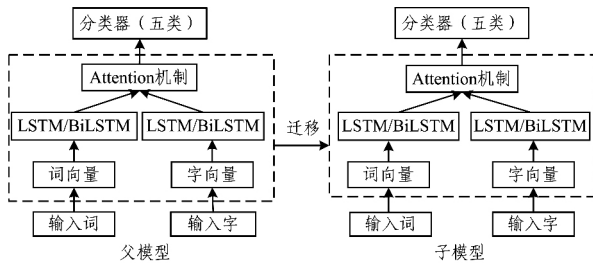 分类器（五类）
分类器（五类）
Attention机制
Attention机制
LSTM/BiLSTM
LSTM/BiLSTM
迁移
LSTM/BiLSTM
LSTM/BiLSTM
词向量
字向量
词向量
字向量
输入词
输入字
输入词
输入字
父模型
子模型